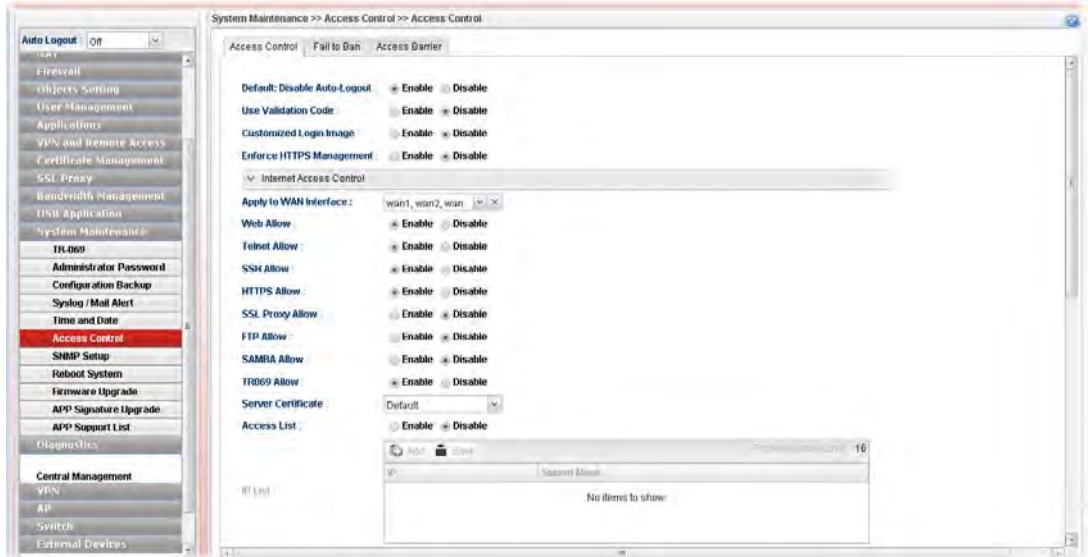 System Maintenance >> Access Control >> Access Control
Auto Logout : Off
Firewall
Objects Setting
User Management
Applications
VPN and Remote Access
Certificate Management
SSL Proxy
Bandwidth Management
USB Application
System Maintenance
TR-069
Administrator Password
Configuration Backup
Syslog / Mail Alert
Time and Date
Access Control
SNMP Setup
Reboot System
Firmware Upgrade
APP Signature Upgrade
APP Support List
Diagnostics
Central Management
VPN
AP
Switch
External Devices
Access Control Fail to Ban Access Barrier
Default: Disable Auto-Logout Enable Disable
Use Validation Code Enable Disable
Customized Login Image Enable Disable
Enforce HTTPS Management : Enable Disable
Internet Access Control
Apply to WAN Interface : wan1, wan2, wan
Web Allow : Enable Disable
Telnet Allow : Enable Disable
SSH Allow : Enable Disable
HTTPS Allow : Enable Disable
SSL Proxy Allow : Enable Disable
FTP Allow : Enable Disable
SAMBA Allow : Enable Disable
TR069 Allow : Enable Disable
Server Certificate : Default
Access List : Enable Disable
Add Save 16
IP Subnet Mask
IP List
No items to show.